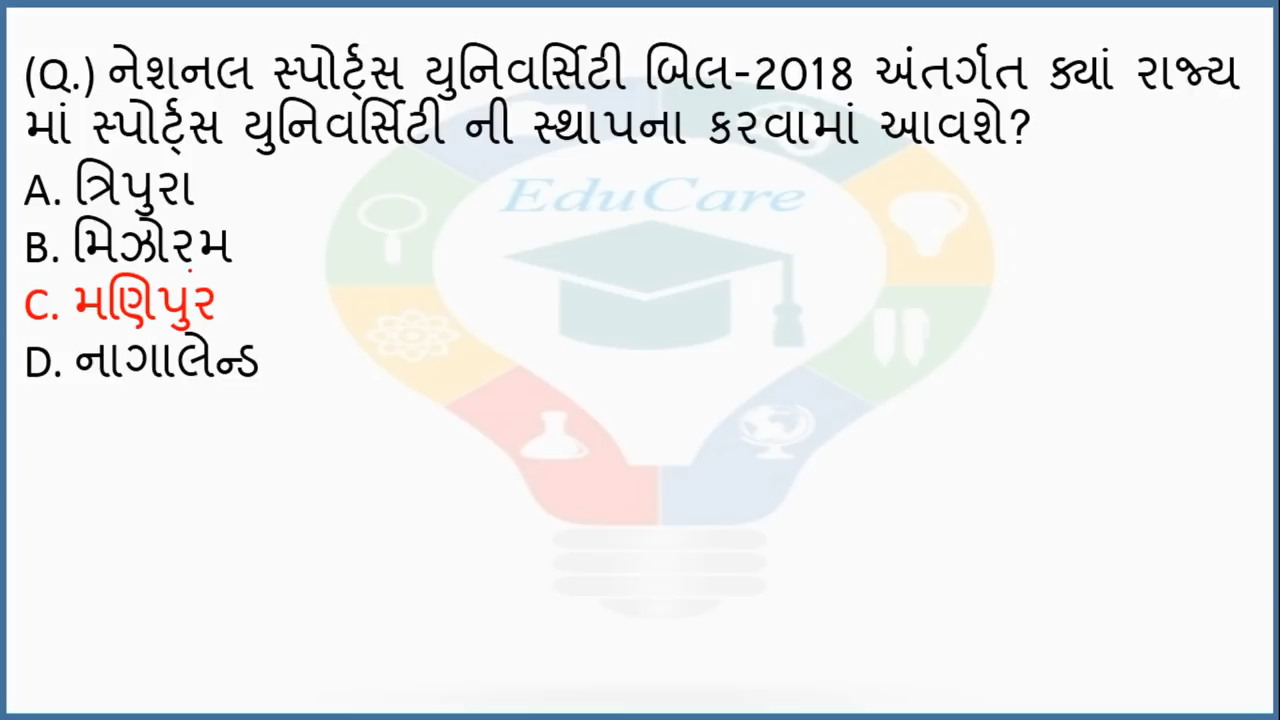 (Q.) નેશનલ સ્પોર્ટ્સ યુનિવર્સિટી બિલ-2018 અંતર્ગત ક્યાં રાજ્ય
માં સ્પોર્ટ્સ યુનિવર્સિટી ની સ્થાપના કરવામાં આવશે?
A. ત્રિપુરા
EduCare
B. મિઝોરમ
C. મણિપુર
D. નાગાલેન્ડ